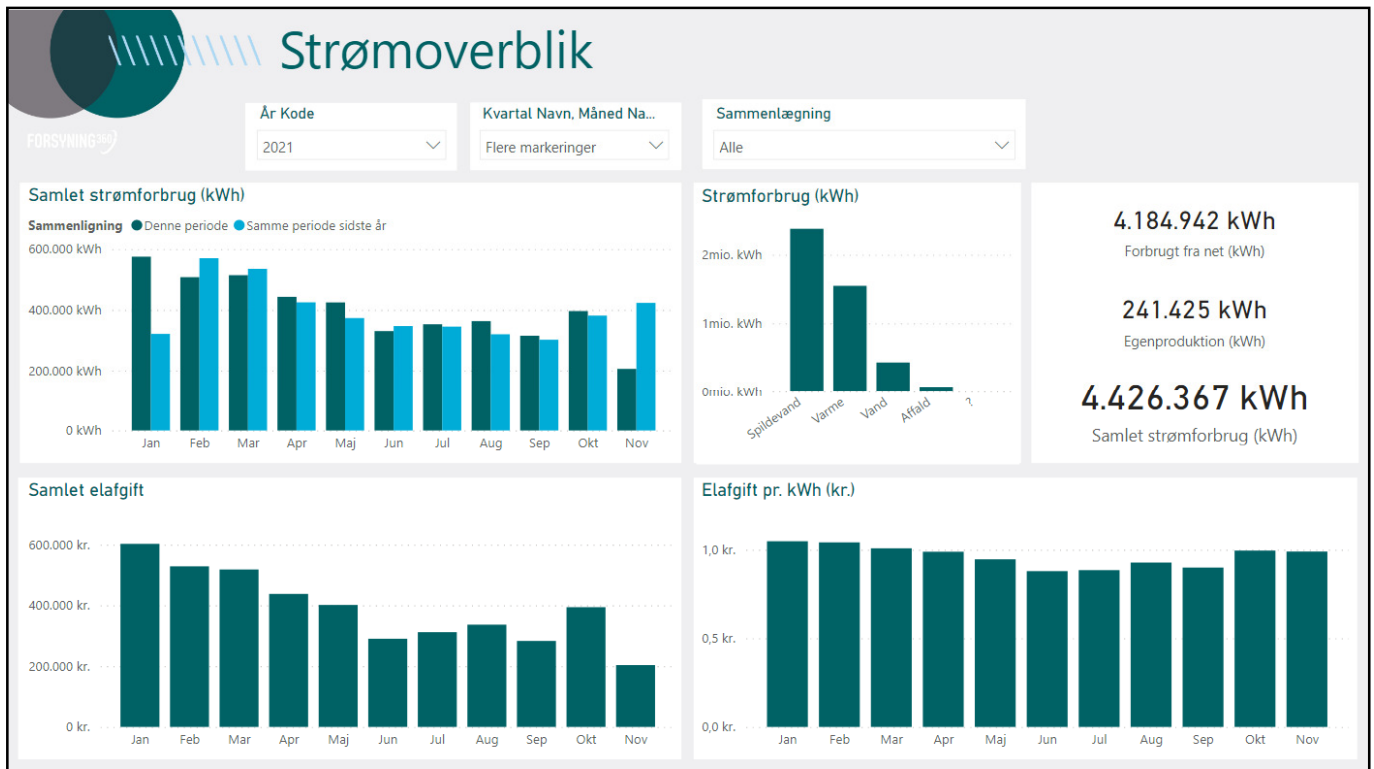 Strømoverblik
FORSYNING360
År Kode
2021
Kvartal Navn, Måned Na...
Flere markeringer
Sammenlægning
Alle
Samlet strømforbrug (kWh)
Sammenligning Denne periode Samme periode sidste år
600.000 kWh
400.000 kWh
200.000 kWh
0 kWh
Jan Feb Mar Apr Maj Jun Jul Aug Sep Okt Nov
Strømforbrug (kWh)
2mio. kWh
1mio. kWh
0mio. kWh
Spildevand Varme Vand Affald ?
4.184.942 kWh
Forbrugt fra net (kWh)
241.425 kWh
Egenproduktion (kWh)
4.426.367 kWh
Samlet strømforbrug (kWh)
Samlet elafgift
600.000 kr.
400.000 kr.
200.000 kr.
0 kr.
Jan Feb Mar Apr Maj Jun Jul Aug Sep Okt Nov
Elafgift pr. kWh (kr.)
1,0 kr.
0,5 kr.
0,0 kr.
Jan Feb Mar Apr Maj Jun Jul Aug Sep Okt Nov